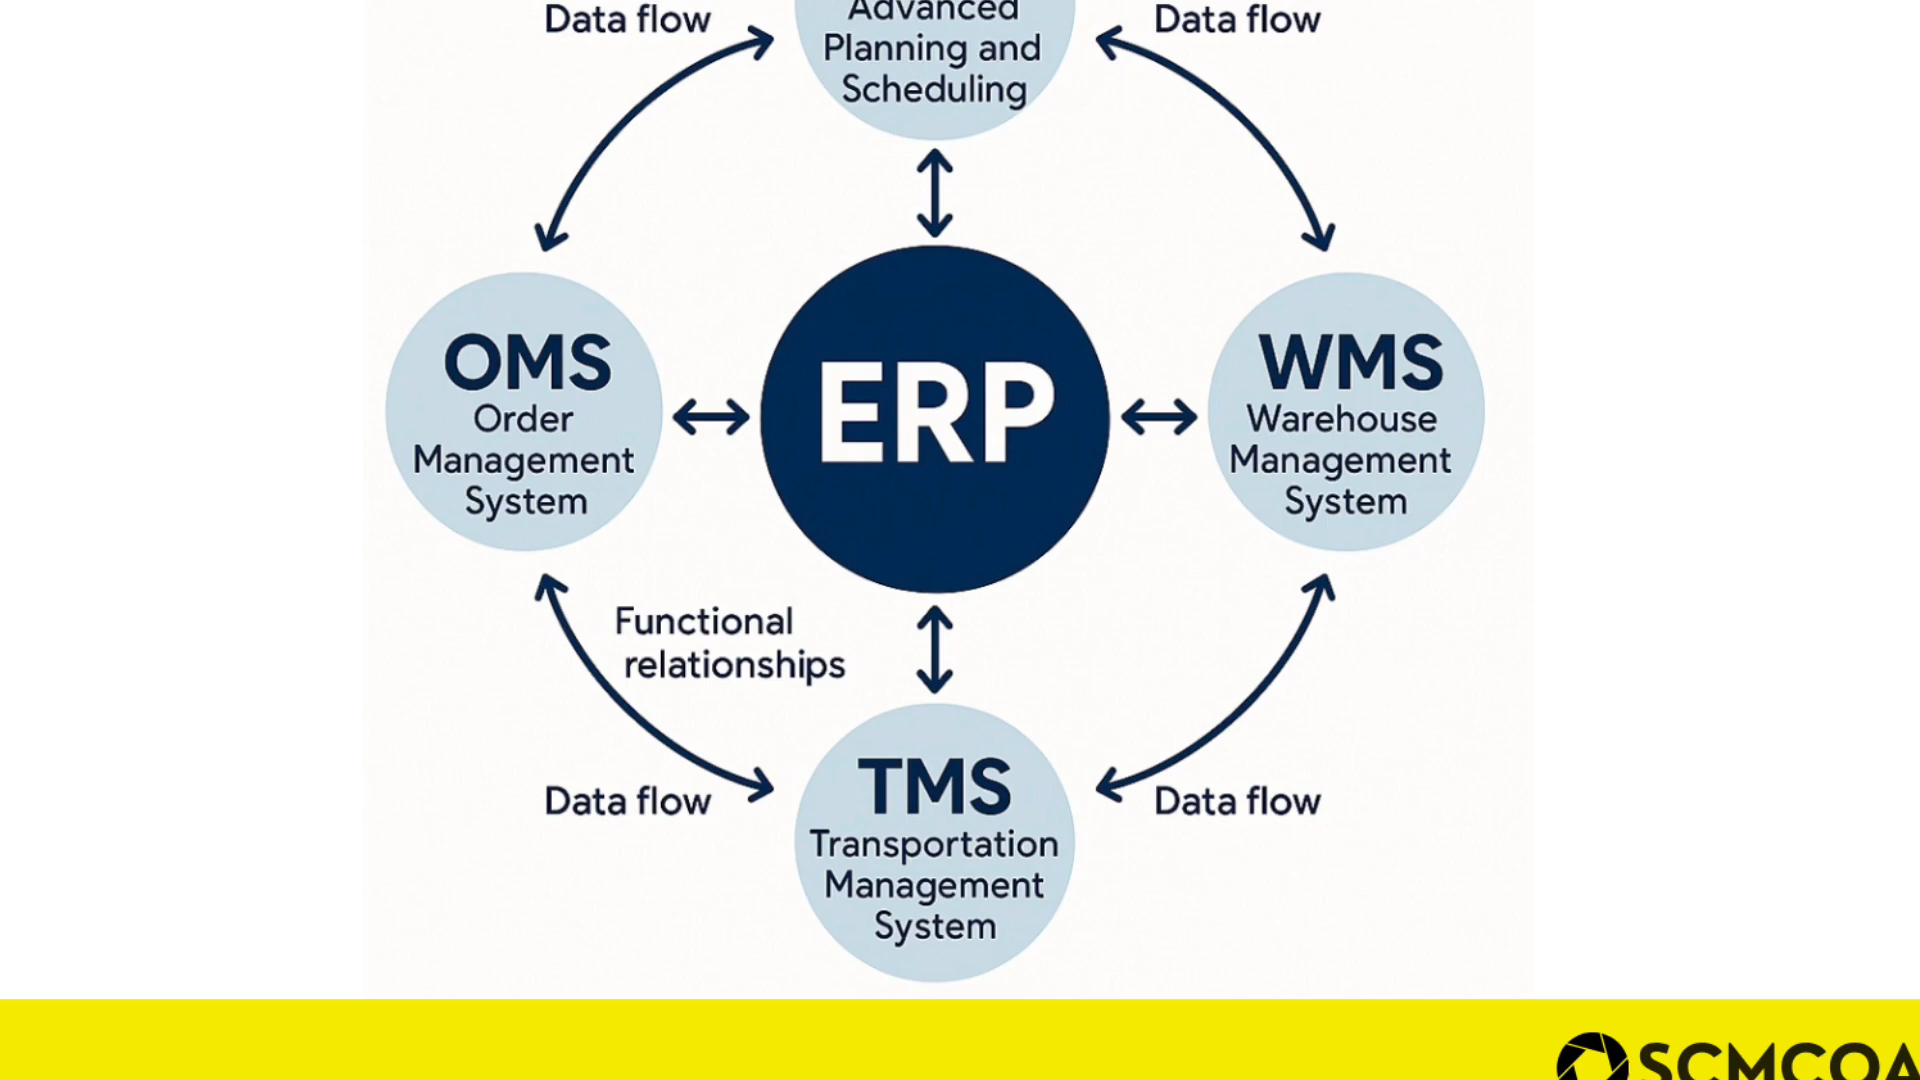 Data flow
Advanced
Data flow
Planning and
Scheduling
OMS
Order
Management
System
ERP
WMS
Warehouse
Management
System
Functional
relationships
Data flow
TMS
Transportation
Management
System
Data flow
SCMCOA